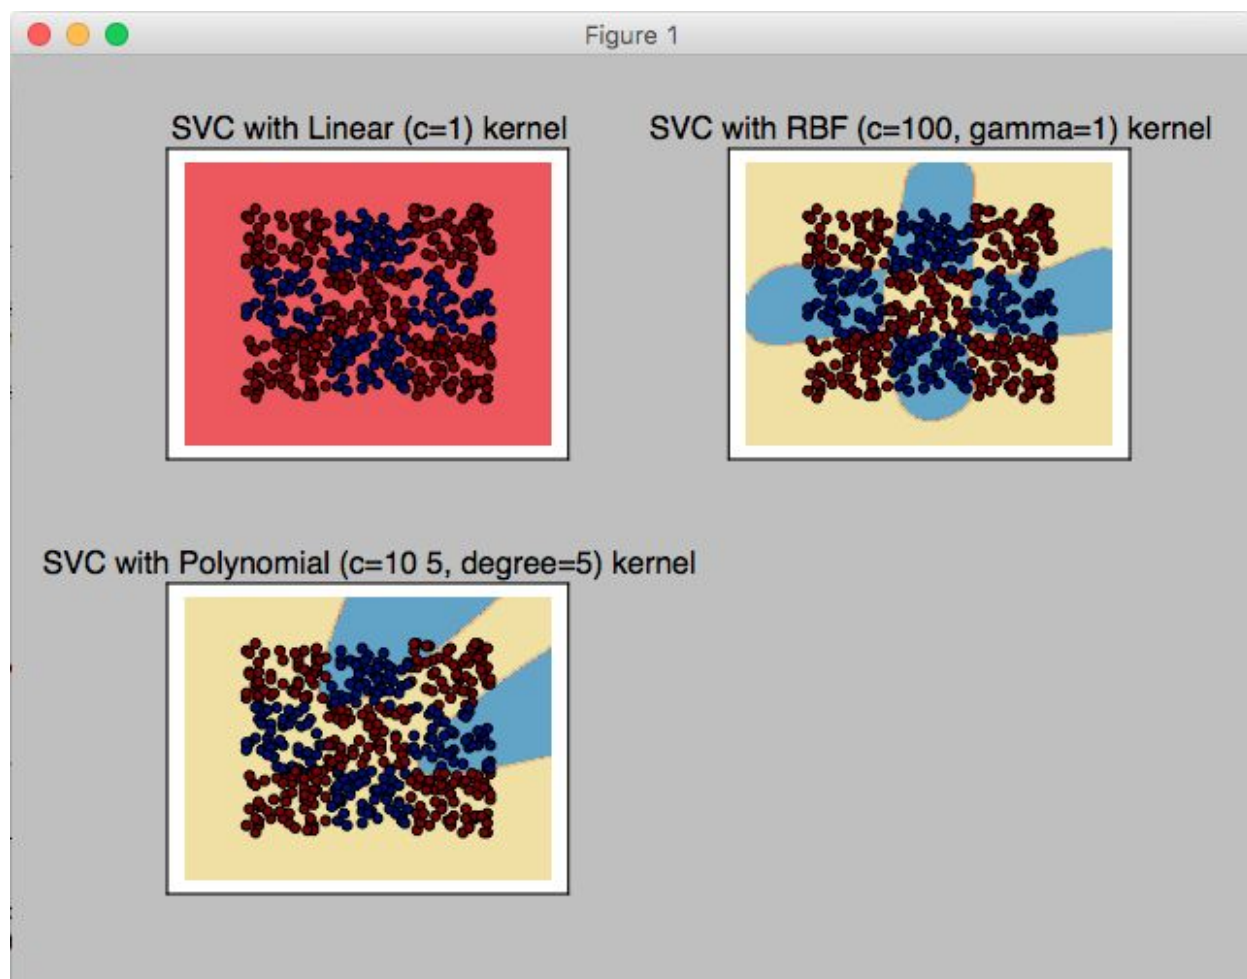 Figure 1
SVC with Linear (c=1) kernel
SVC with RBF (c=100, gamma=1) kernel
SVC with Polynomial (c=10 5, degree=5) kernel